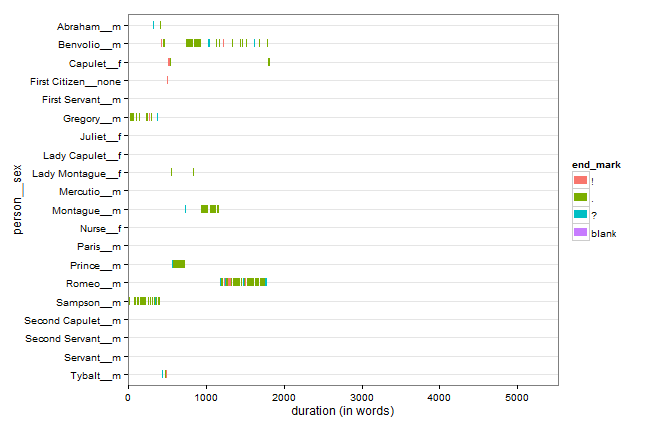 Abraham__m
Benvolio__m
Capulet__f
First Citizen__none
First Servant__m
Gregory__m
Juliet__f
Lady Capulet__f
Lady Montague__f
Mercutio__m
Montague__m
Nurse__f
Paris__m
Prince__m
Romeo__m
Sampson__m
Second Capulet__m
Second Servant__m
Servant__m
Tybalt__m
person__sex
0 1000 2000 3000 4000 5000
duration (in words)
end_mark
!
.
?
blank